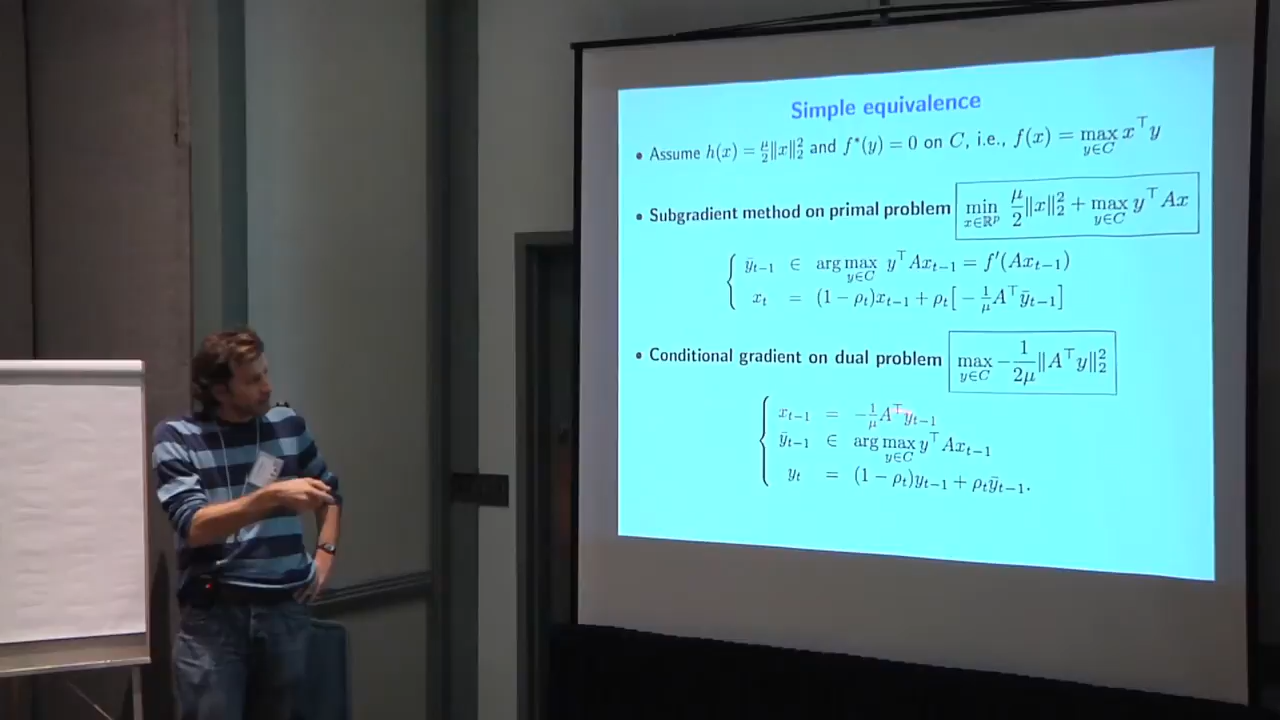 Simple equivalence
• Assume h(x) = μ/2‖x‖₂² and f*(y) = 0 on C, i.e., f(x) = max_{y∈C} x^⊤ y
• Subgradient method on primal problem min_{x∈ℝ^p} μ/2‖x‖₂² + max_{y∈C} y^⊤ Ax
ȳ_{t−1} ∈ arg max_{y∈C} y^⊤ Ax_{t−1} = f′(Ax_{t−1})
x_t = (1 − ρ_t)x_{t−1} + ρ_t[− 1/μ A^⊤ ȳ_{t−1}]
• Conditional gradient on dual problem max_{y∈C} − 1/2μ ‖A^⊤ y‖₂²
x_{t−1} = − 1/μ A^⊤ y_{t−1}
ȳ_{t−1} ∈ arg max_{y∈C} y^⊤ Ax_{t−1}
y_t = (1 − ρ_t)y_{t−1} + ρ_t ȳ_{t−1}.